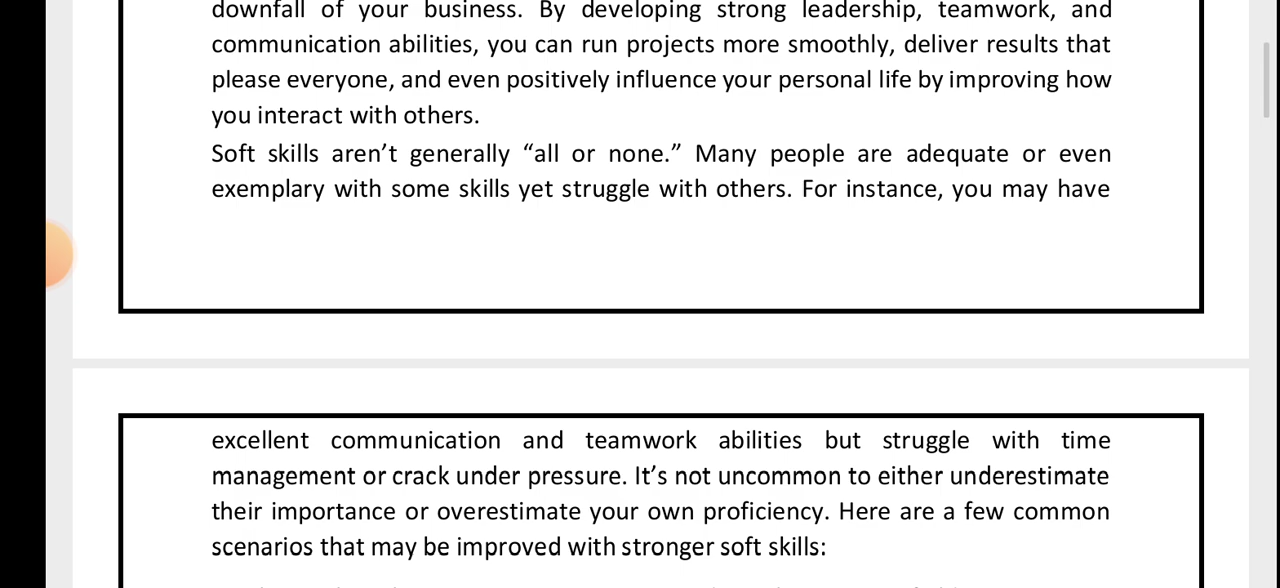 downfall of your business. By developing strong leadership, teamwork, and
communication abilities, you can run projects more smoothly, deliver results that
please everyone, and even positively influence your personal life by improving how
you interact with others.
Soft skills aren’t generally “all or none.” Many people are adequate or even
exemplary with some skills yet struggle with others. For instance, you may have
excellent communication and teamwork abilities but struggle with time
management or crack under pressure. It’s not uncommon to either underestimate
their importance or overestimate your own proficiency. Here are a few common
scenarios that may be improved with stronger soft skills: